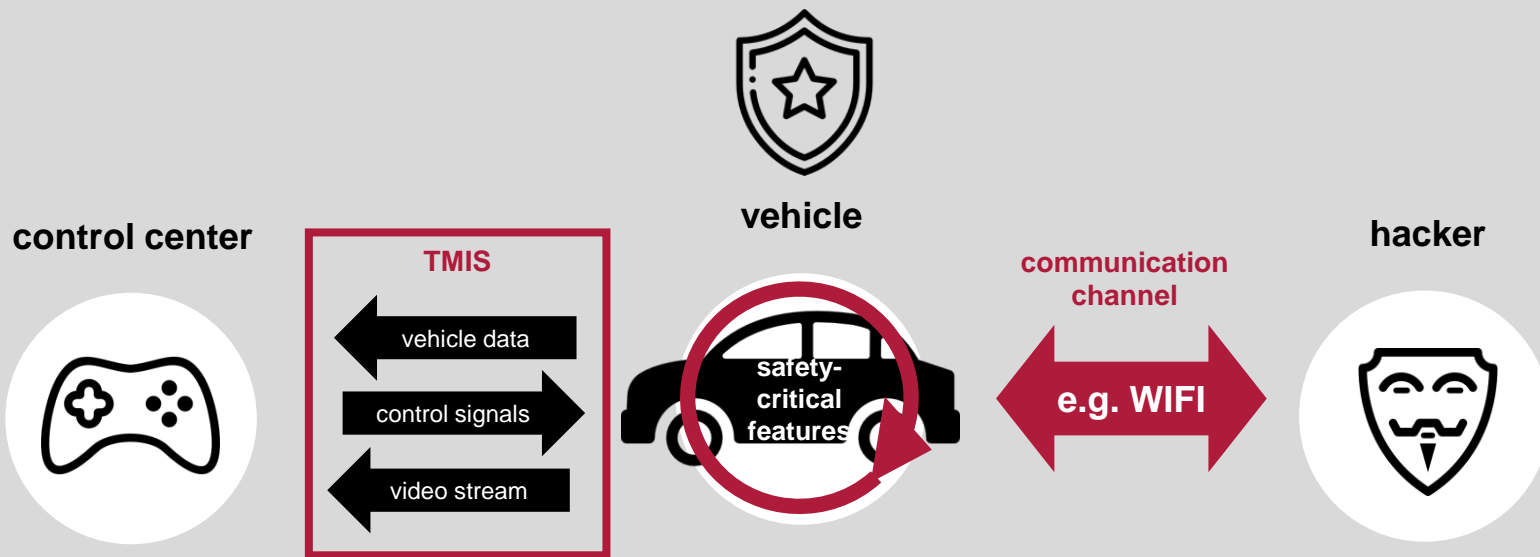 control center
TMIS
vehicle data
control signals
video stream
vehicle
safety-
critical
features
communication
channel
e.g. WIFI
hacker